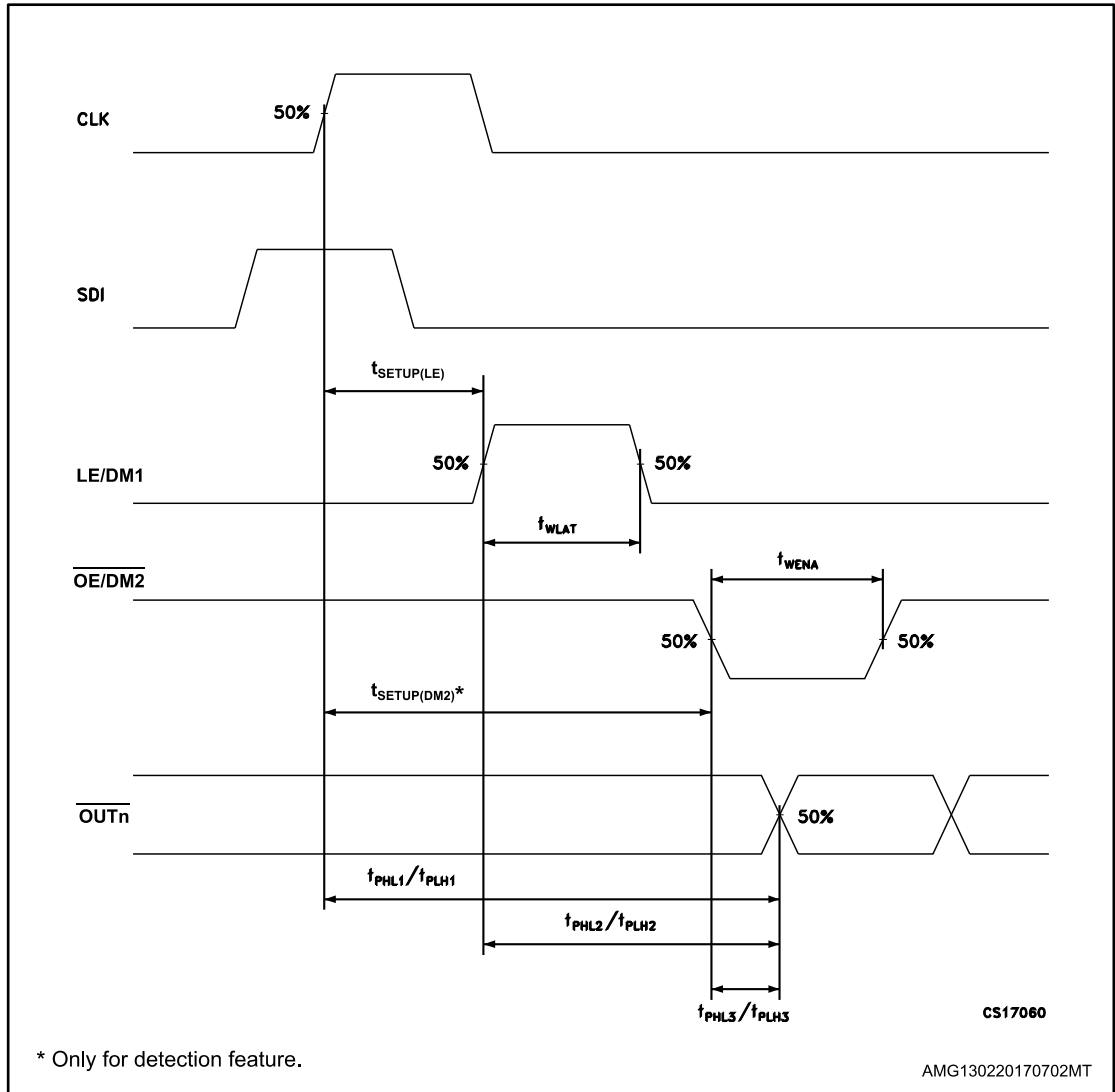 CLK
50%
SDI
tSETUP(LE)
LE/DM1
50%
50%
tWLAT
OE/DM2
tWENA
50%
50%
tSETUP(DM2)*
OUTn
50%
tPHL1/tPLH1
tPHL2/tPLH2
tPHL3/tPLH3
CS17060
* Only for detection feature.
AMG130220170702MT